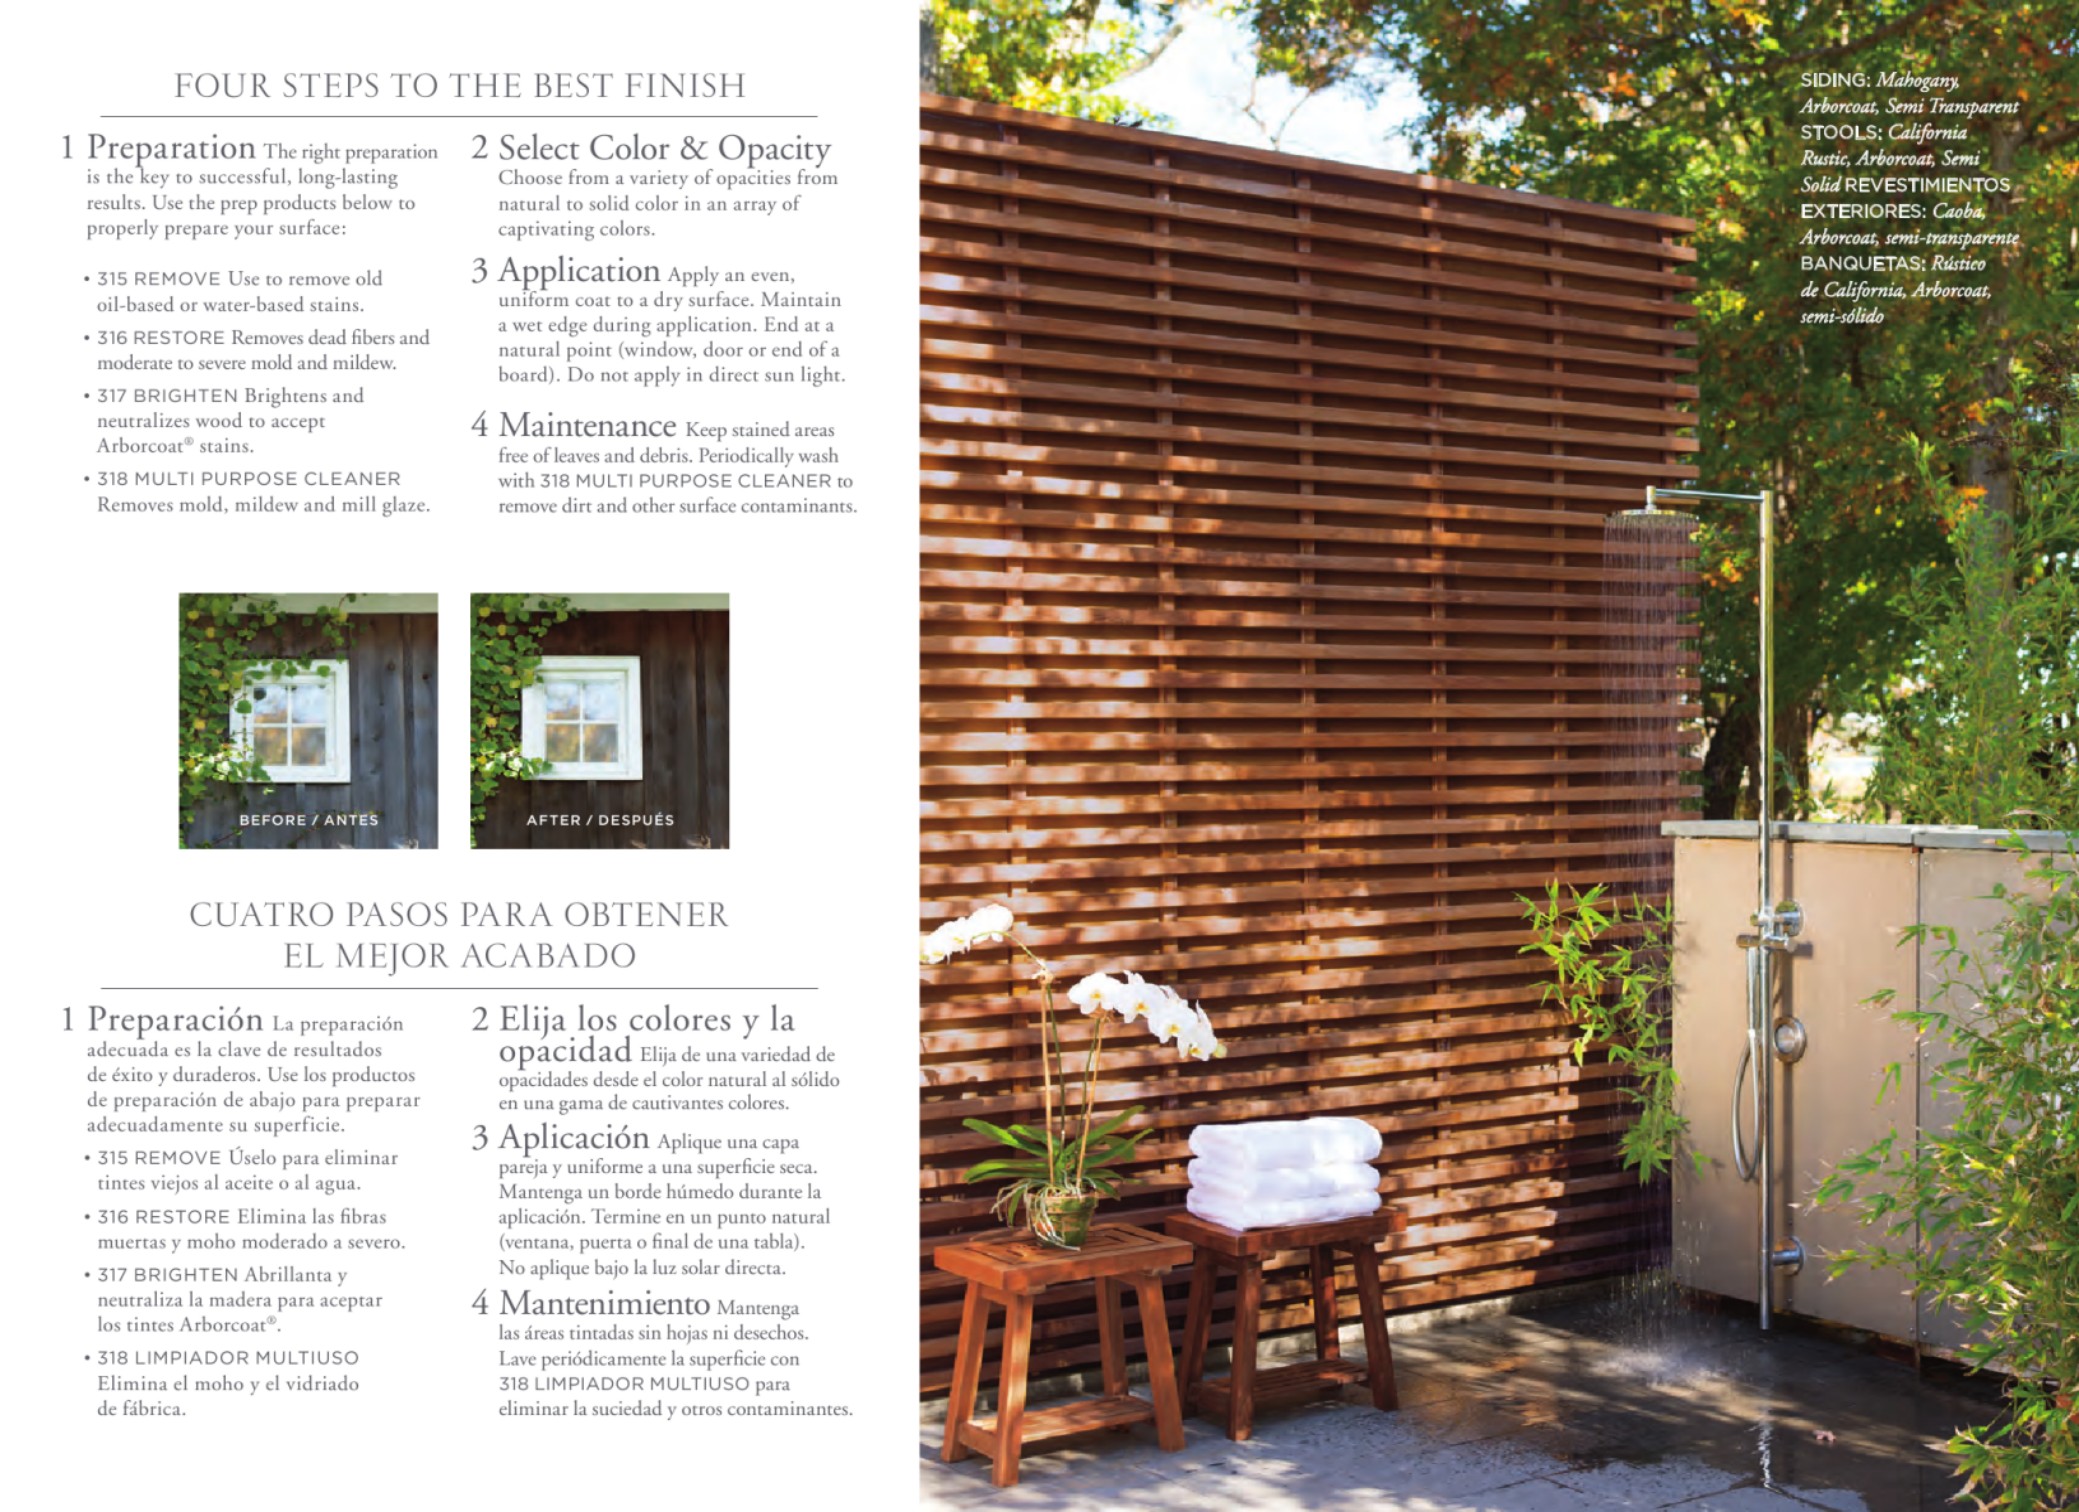 FOUR STEPS TO THE BEST FINISH
1 Preparation The right preparation
is the key to successful, long-lasting
results. Use the prep products below to
properly prepare your surface:
• 315 REMOVE Use to remove old
oil-based or water-based stains.
• 316 RESTORE Removes dead fibers and
moderate to severe mold and mildew.
• 317 BRIGHTEN Brightens and
neutralizes wood to accept
Arborcoat® stains.
• 318 MULTI PURPOSE CLEANER
Removes mold, mildew and mill glaze.
2 Select Color & Opacity
Choose from a variety of opacities from
natural to solid color in an array of
captivating colors.
3 Application Apply an even,
uniform coat to a dry surface. Maintain
a wet edge during application. End at a
natural point (window, door or end of a
board). Do not apply in direct sun light.
4 Maintenance Keep stained areas
free of leaves and debris. Periodically wash
with 318 MULTI PURPOSE CLEANER to
remove dirt and other surface contaminants.
BEFORE / ANTES
AFTER / DESPUÉS
CUATRO PASOS PARA OBTENER
EL MEJOR ACABADO
1 Preparación La preparación
adecuada es la clave de resultados
de éxito y duraderos. Use los productos
de preparación de abajo para preparar
adecuadamente su superficie.
• 315 REMOVE Úselo para eliminar
tintes viejos al aceite o al agua.
• 316 RESTORE Elimina las fibras
muertas y moho moderado a severo.
• 317 BRIGHTEN Abrillanta y
neutraliza la madera para aceptar
los tintes Arborcoat®.
• 318 LIMPIADOR MULTIUSO
Elimina el moho y el vidriado
de fábrica.
2 Elija los colores y la
opacidad Elija de una variedad de
opacidades desde el color natural al sólido
en una gama de cautivantes colores.
3 Aplicación Aplique una capa
pareja y uniforme a una superficie seca.
Mantenga un borde húmedo durante la
aplicación. Termine en un punto natural
(ventana, puerta o final de una tabla).
No aplique bajo la luz solar directa.
4 Mantenimiento Mantenga
las áreas tintadas sin hojas ni desechos.
Lave periódicamente la superficie con
318 LIMPIADOR MULTIUSO para
eliminar la suciedad y otros contaminantes.
SIDING: Mahogany,
Arborcoat, Semi Transparent
STOOLS: California
Rustic, Arborcoat, Semi
Solid REVESTIMIENTOS
EXTERIORES: Caoba,
Arborcoat, semi-transparente
BANQUETAS: Rústico
de California, Arborcoat,
semi-sólido